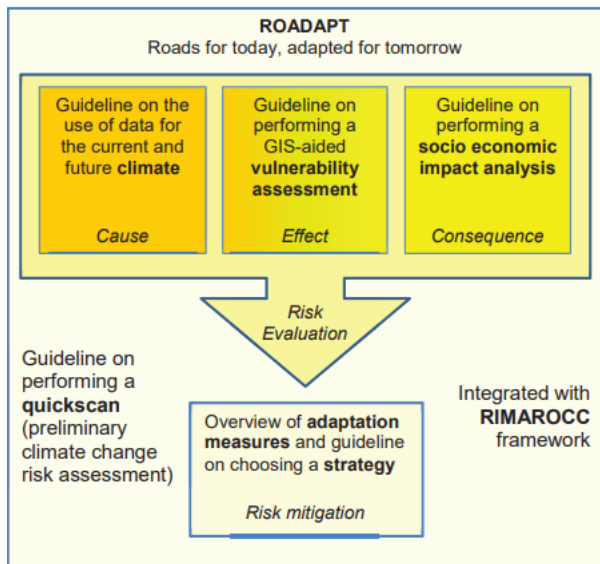 ROADAPT
Roads for today, adapted for tomorrow
Guideline on the
use of data for
the current and
future climate
Cause
Guideline on
performing a
GIS-aided
vulnerability
assessment
Effect
Guideline on
performing a
socio economic
impact analysis
Consequence
Risk
Evaluation
Guideline on
performing a
quickscan
(preliminary
climate change
risk assessment)
Integrated with
RIMAROCC
framework
Overview of adaptation
measures and guideline
on choosing a strategy
Risk mitigation